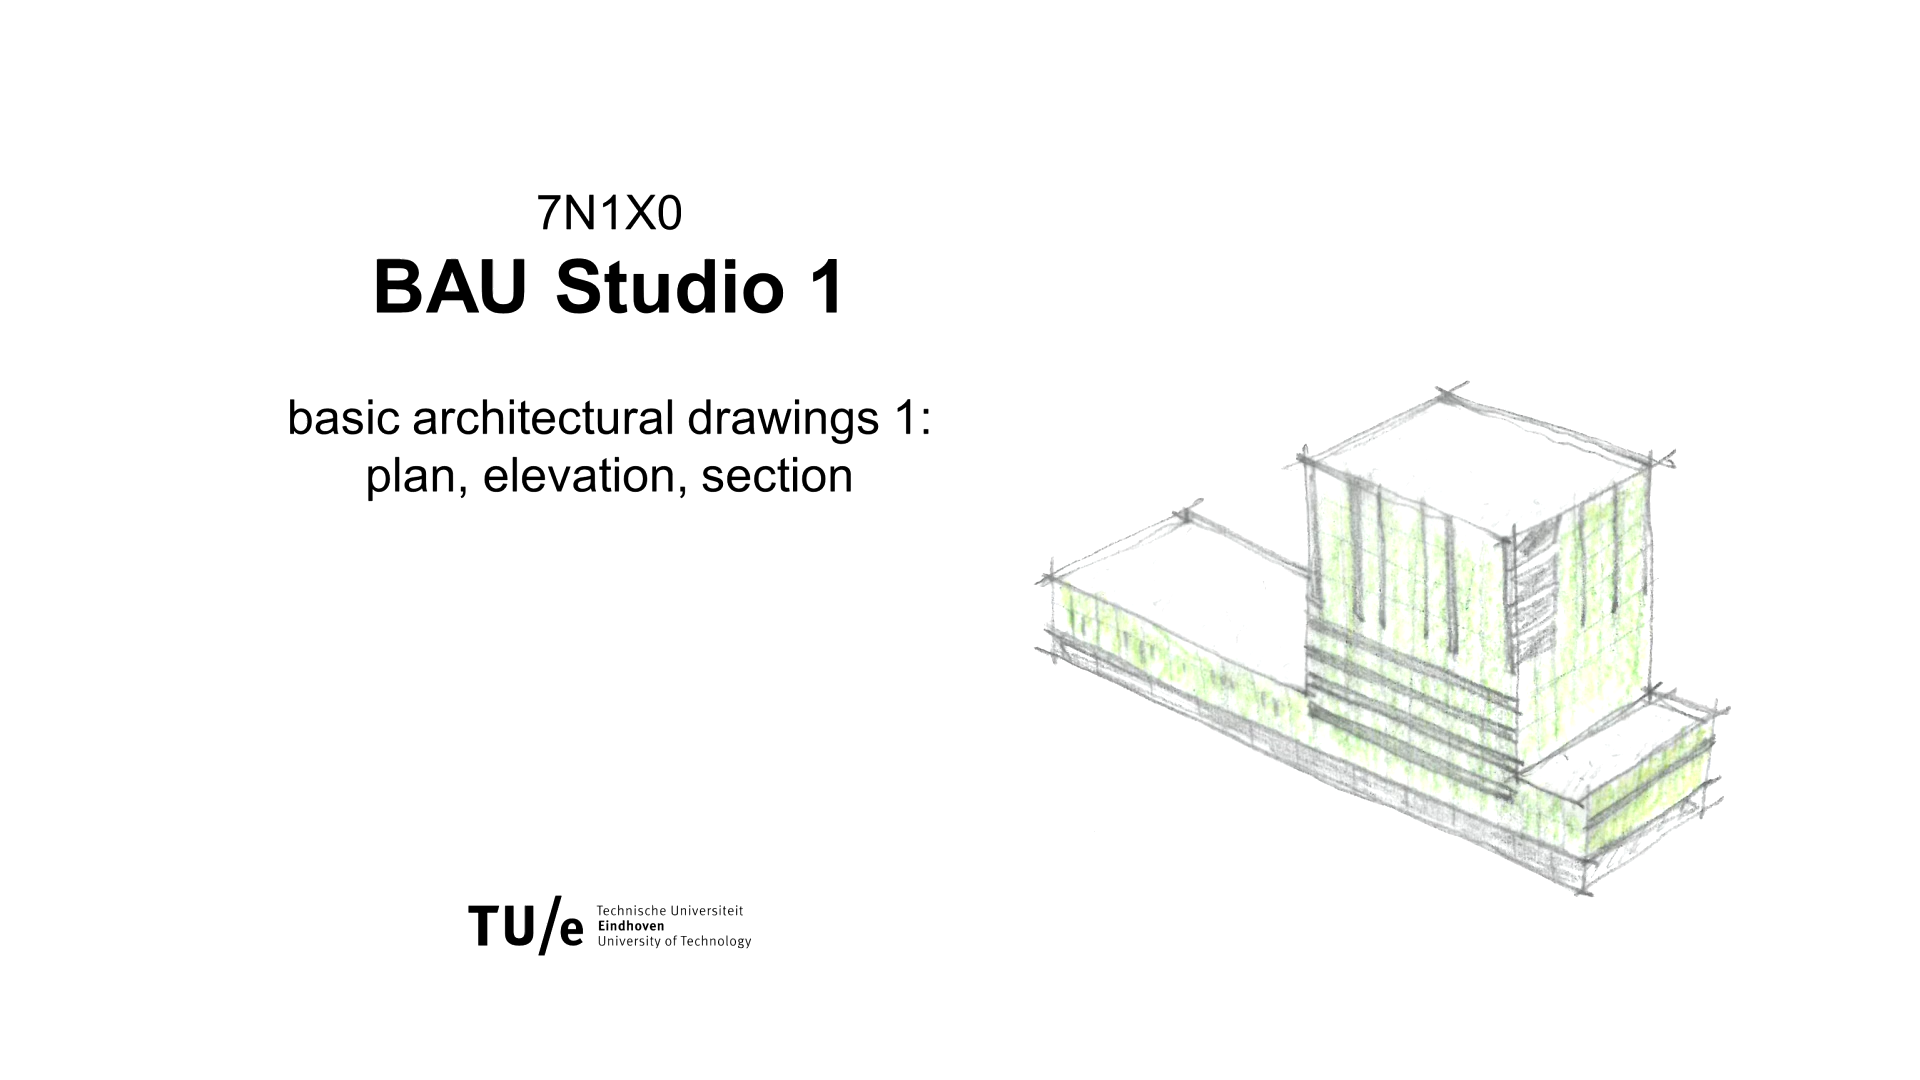 7N1X0
BAU Studio 1
basic architectural drawings 1:
plan, elevation, section
TU/e
Technische Universiteit
Eindhoven
University of Technology